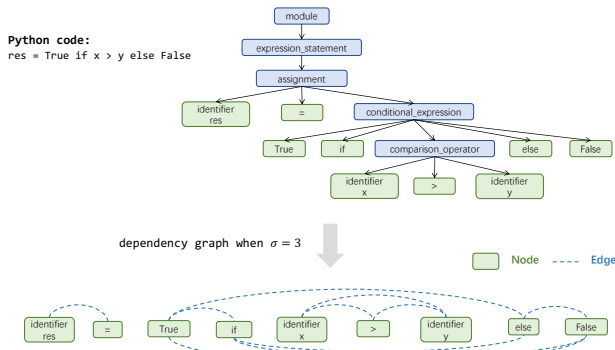 module
Python code:
res = True if x > y else False
expression_statement
assignment
identifier
res
=
conditional_expression
True
if
comparison_operator
else
False
identifier
x
>
identifier
y
dependency graph when σ = 3
Node
Edge
identifier
res
=
True
if
identifier
x
>
identifier
y
else
False